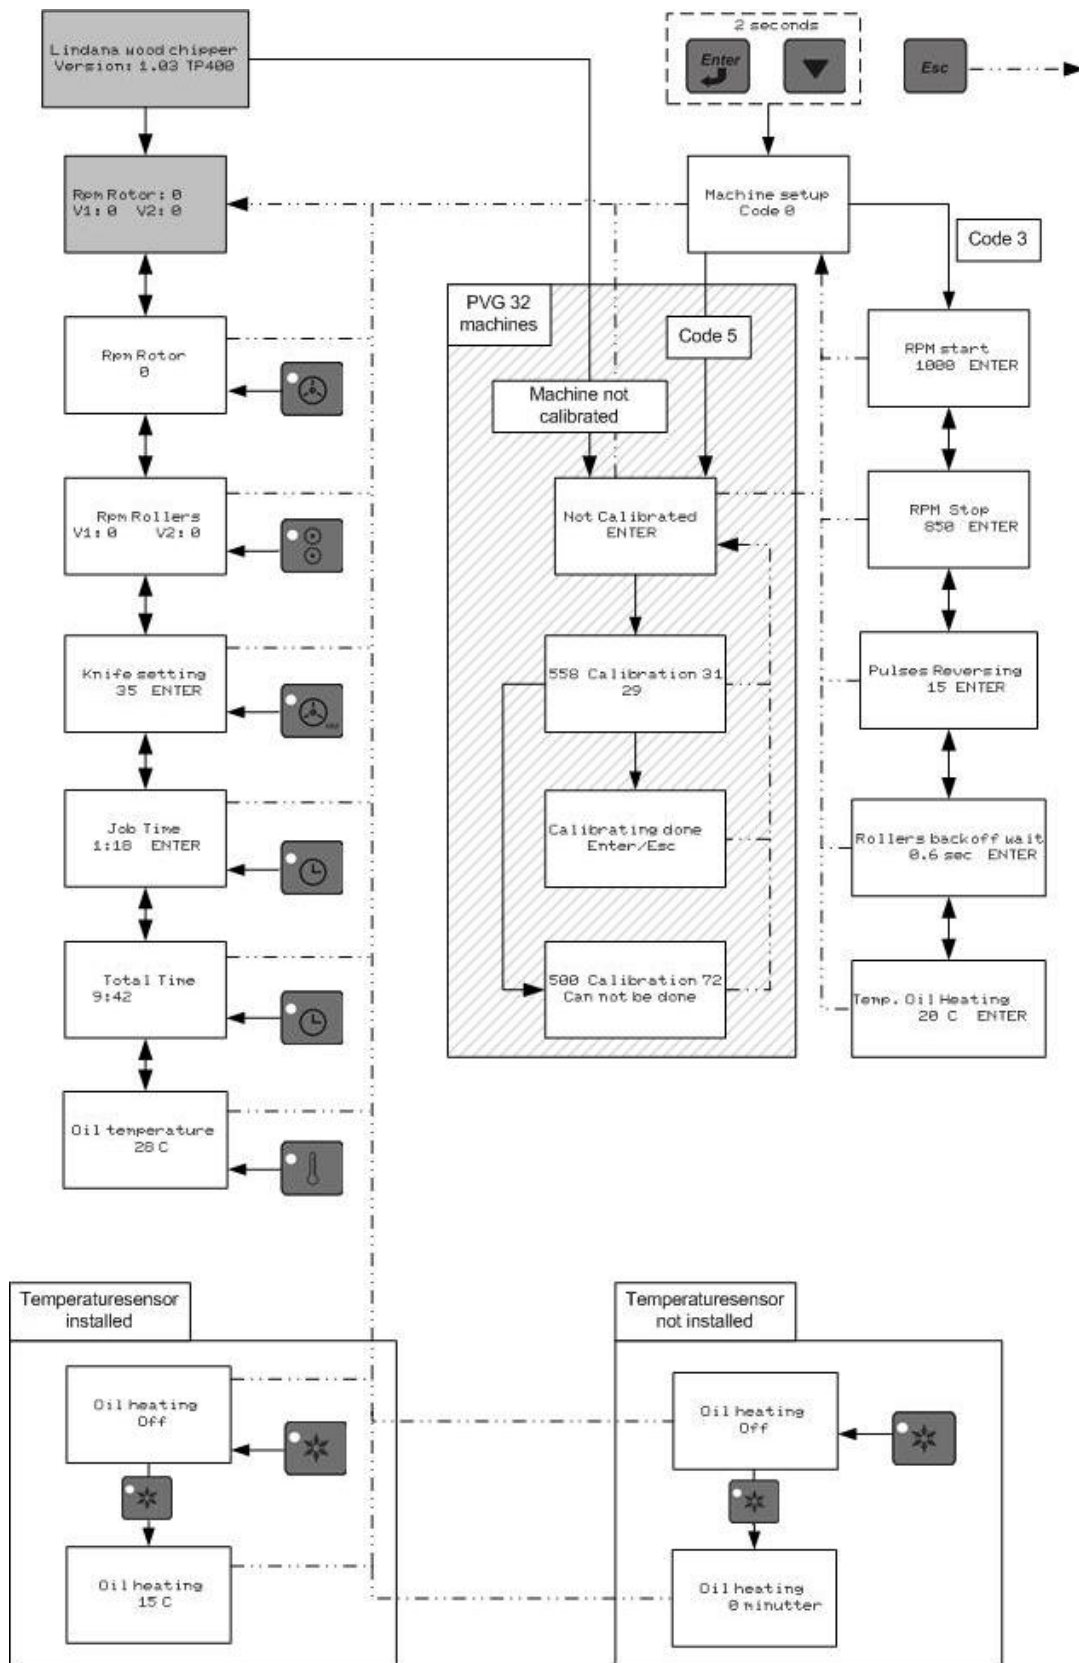 Lindana wood chipper
Version: 1.03 TP400
2 seconds
Enter
Esc
Rpm Rotor: 0
V1: 0 V2: 0
Machine setup
Code 0
Code 3
PVG 32
machines
Code 5
Machine not
calibrated
Rpm Rotor
0
RPM start
1000 ENTER
Rpm Rollers
V1: 0 V2: 0
Not Calibrated
ENTER
RPM Stop
850 ENTER
Knife setting
35 ENTER
558 Calibration 31
29
Pulses Reversing
15 ENTER
Job Time
1:18 ENTER
Calibrating done
Enter/Esc
Rollers backoff wait
0.6 sec ENTER
Total Time
9:42
500 Calibration 72
Can not be done
Temp. Oil Heating
20 C ENTER
Oil temperature
28 C
Temperaturesensor
installed
Temperaturesensor
not installed
Oil heating
Off
Oil heating
Off
Oil heating
15 C
Oil heating
0 minutter